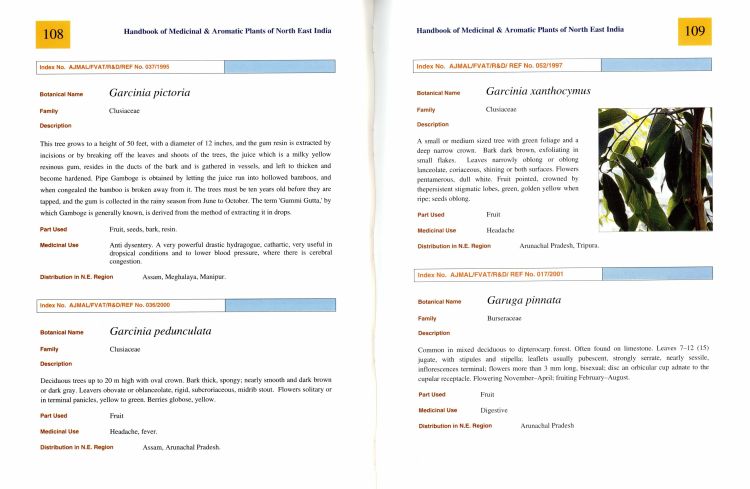 108
Handbook of Medicinal & Aromatic Plants of North East India
Index No. AJMAL/FVAT/R&D/REF No. 037/1995
Botanical Name Garcinia pictoria
Family Clusiaceae
Description
This tree grows to a height of 50 feet, with a diameter of 12 inches, and the gum resin is extracted by
incisions or by breaking off the leaves and shoots of the trees, the juice which is a milky yellow
resinous gum, resides in the ducts of the bark and is gathered in vessels, and left to thicken and
become hardened. Pipe Gamboge is obtained by letting the juice run into hollowed bamboos, and
when congealed the bamboo is broken away from it. The trees must be ten years old before they are
tapped, and the gum is collected in the rainy season from June to October. The term 'Gummi Gutta,' by
which Gamboge is generally known, is derived from the method of extracting it in drops.
Part Used Fruit, seeds, bark, resin.
Medicinal Use Anti dysentery. A very powerful drastic hydragogue, cathartic, very useful in
dropsical conditions and to lower blood pressure, where there is cerebral
congestion.
Distribution in N.E. Region Assam, Meghalaya, Manipur.
Index No. AJMAL/FVAT/R&D/REF No. 036/2000
Botanical Name Garcinia pedunculata
Family Clusiaceae
Description
Deciduous trees up to 20 m high with oval crown. Bark thick, spongy; nearly smooth and dark brown
or dark gray. Leavers obovate or oblanceolate, rigid, subcoriaceous, midrib stout. Flowers solitary or
in terminal panicles, yellow to green. Berries globose, yellow.
Part Used Fruit
Medicinal Use Headache, fever.
Distribution in N.E. Region Assam, Arunachal Pradesh.
Handbook of Medicinal & Aromatic Plants of North East India
109
Index No. AJMAL/FVAT/R&D/ REF No. 052/1997
Botanical Name Garcinia xanthocymus
Family Clusiaceae
Description
A small or medium sized tree with green foliage and a
deep narrow crown. Bark dark brown, exfoliating in
small flakes. Leaves narrowly oblong or oblong
lanceolate, coriaceous, shining or both surfaces. Flowers
pentamerous, dull white. Fruit pointed, crowned by
thepersistent stigmatic lobes, green, golden yellow when
ripe; seeds oblong.
Part Used Fruit
Medicinal Use Headache
Distribution in N.E. Region Arunachal Pradesh, Tripura.
Index No. AJMAL/FVAT/R&D/ REF No. 017/2001
Botanical Name Garuga pinnata
Family Burseraceae
Description
Common in mixed deciduous to dipterocarp forest. Often found on limestone. Leaves 7–12 (15)
jugate, with stipules and stipella; leaflets usually pubescent, strongly serrate, nearly sessile,
inflorescences terminal; flowers more than 3 mm long, bisexual; disc an orbicular cup adnate to the
cupular receptacle. Flowering November–April; fruiting February–August.
Part Used Fruit
Medicinal Use Digestive
Distribution in N.E. Region Arunachal Pradesh